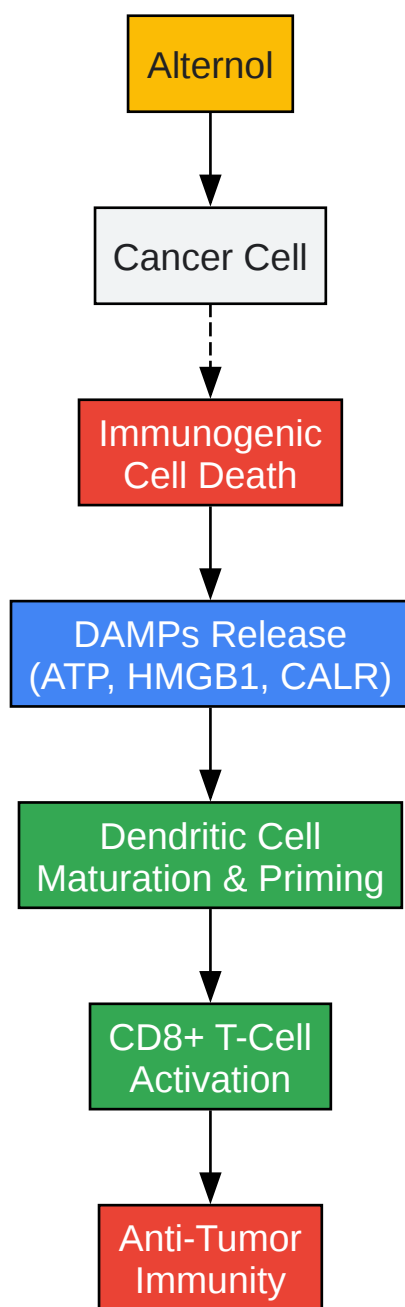 Alternol
Cancer Cell
Immunogenic
Cell Death
DAMPs Release
(ATP, HMGB1, CALR)
Dendritic Cell
Maturation & Priming
CD8+ T-Cell
Activation
Anti-Tumor
Immunity